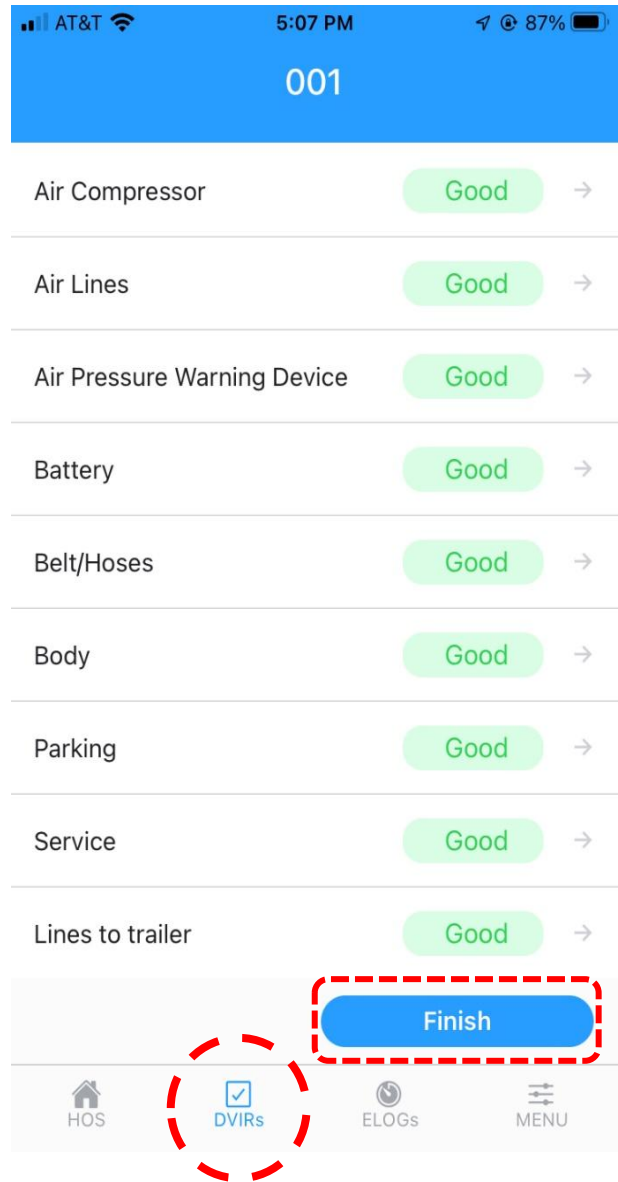 AT&T 5:07 PM 87%
001
Air Compressor Good
Air Lines Good
Air Pressure Warning Device Good
Battery Good
Belt/Hoses Good
Body Good
Parking Good
Service Good
Lines to trailer Good
Finish
HOS DVIRs ELOGs MENU